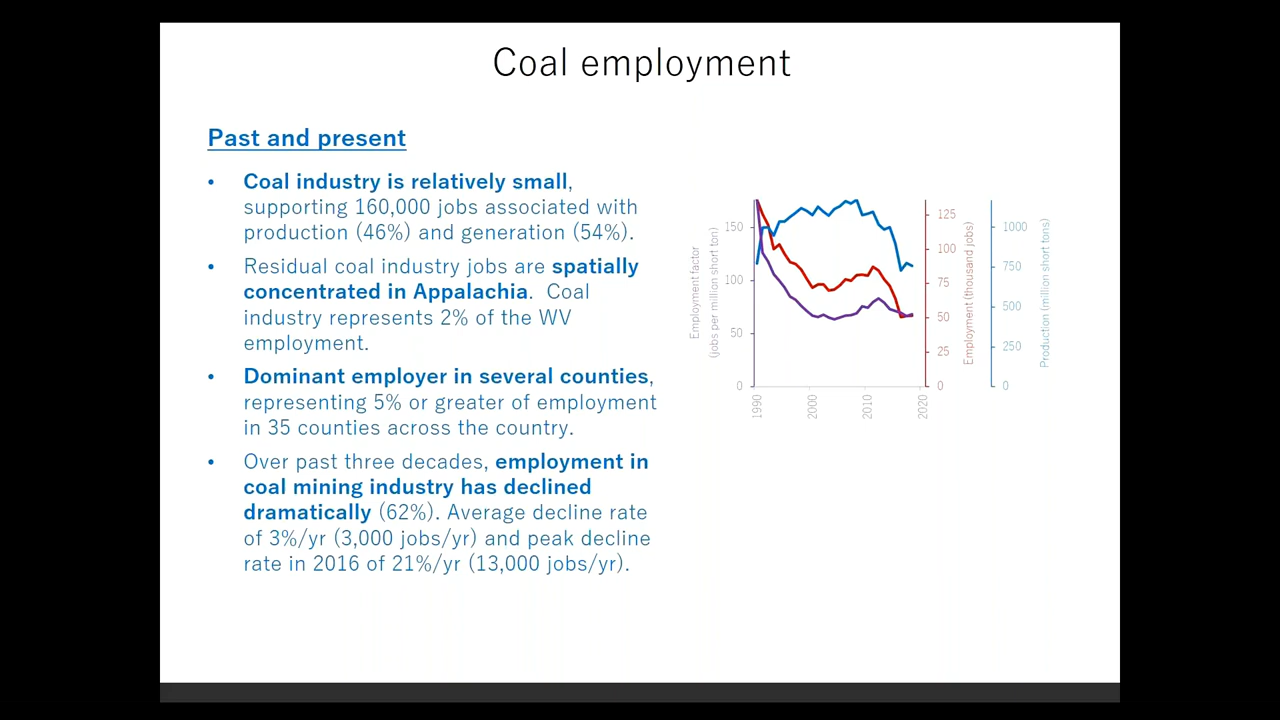 Coal employment
Past and present
• Coal industry is relatively small,
supporting 160,000 jobs associated with
production (46%) and generation (54%).
• Residual coal industry jobs are spatially
concentrated in Appalachia. Coal
industry represents 2% of the WV
employment.
• Dominant employer in several counties,
representing 5% or greater of employment
in 35 counties across the country.
• Over past three decades, employment in
coal mining industry has declined
dramatically (62%). Average decline rate
of 3%/yr (3,000 jobs/yr) and peak decline
rate in 2016 of 21%/yr (13,000 jobs/yr).
Employment factor
(jobs per million short ton)
150
100
50
0
1990
2000
2010
2020
125
100
75
50
25
0
Employment (thousand jobs)
1000
750
500
250
0
Production (million short tons)